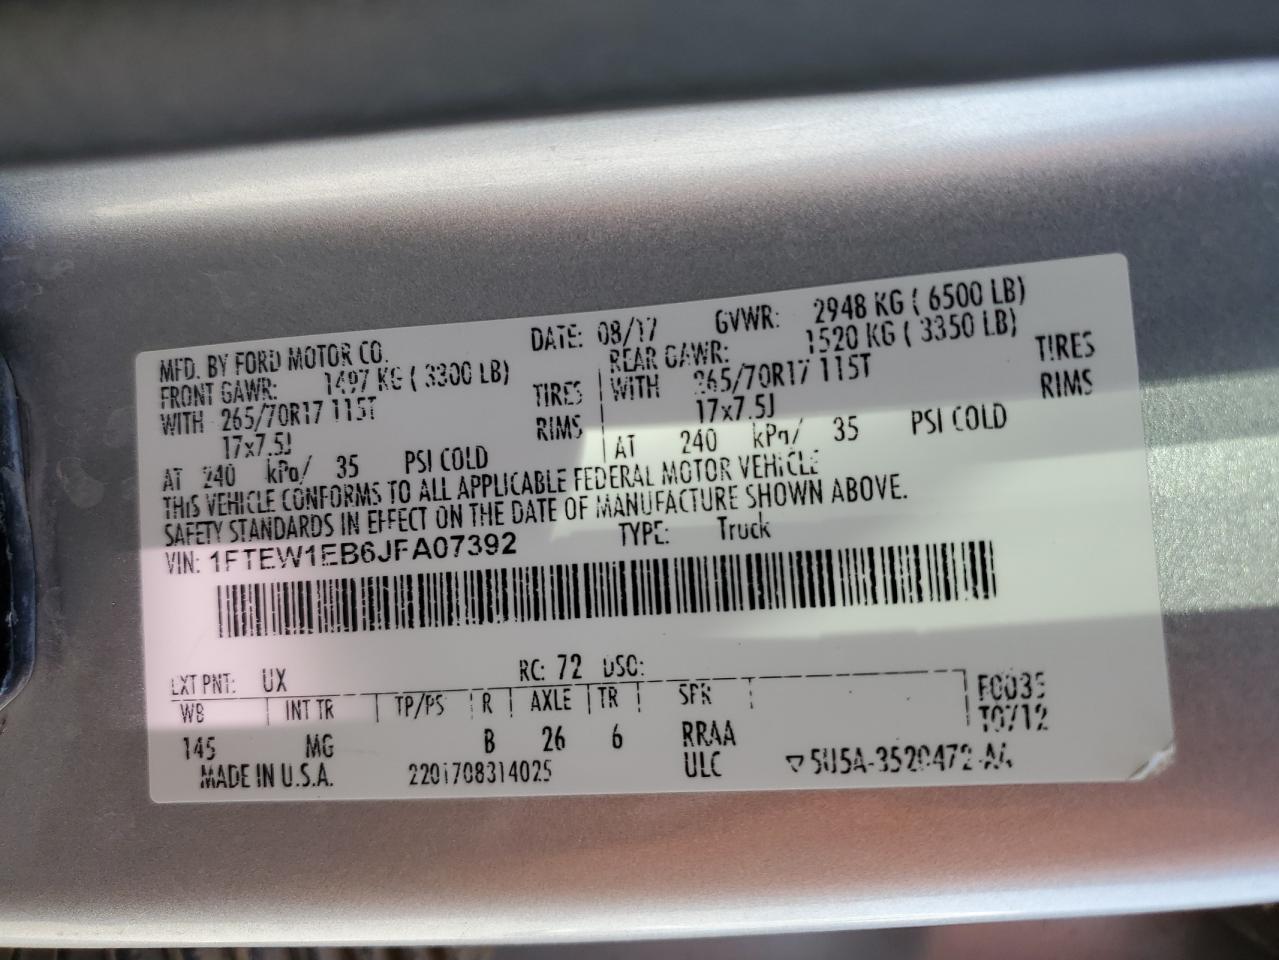 MFD. BY FORD MOTOR CO. DATE: 08/17 GVWR: 2948 KG ( 6500 LB)
FRONT GAWR: 1497 KG ( 3300 LB) REAR GAWR: 1520 KG ( 3350 LB)
WITH 265/70R17 115T TIRES WITH 265/70R17 115T TIRES
17x7.5J RIMS 17x7.5J RIMS
AT 240 kPa/ 35 PSI COLD AT 240 kPa/ 35 PSI COLD
THIS VEHICLE CONFORMS TO ALL APPLICABLE FEDERAL MOTOR VEHICLE
SAFETY STANDARDS IN EFFECT ON THE DATE OF MANUFACTURE SHOWN ABOVE.
VIN: 1FTEW1EB6JFA07392 TYPE: Truck
EXT PNT: UX RC: 72 DSO:
WB INT TR TP/PS R AXLE TR SPR F0035
145 MG B 26 6 RRAA T0712
MADE IN U.S.A. 2201708314025 ULC ▽5U5A-3520472-AA